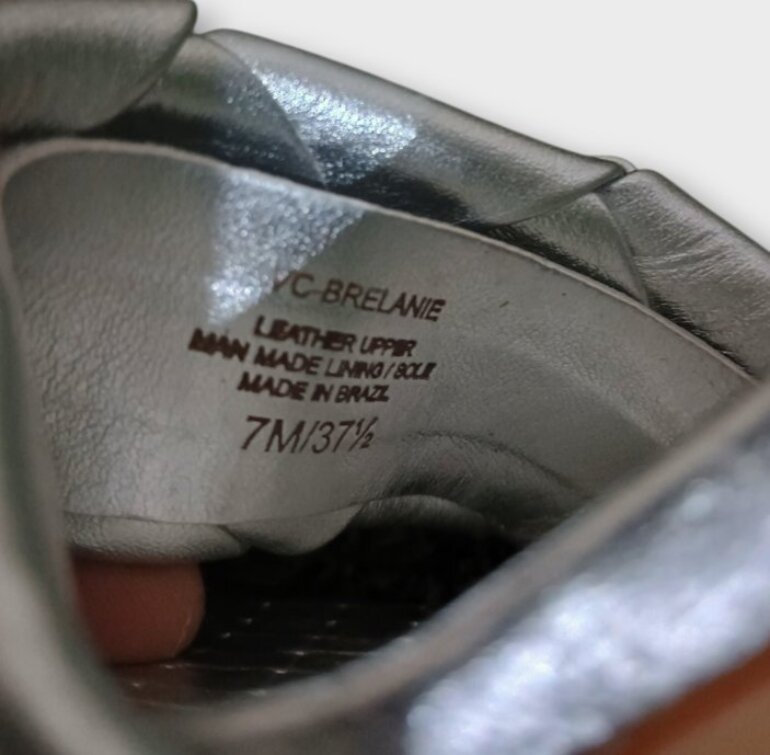 VC-BRELANIE
LEATHER UPPER
MAN MADE LINING/SOLE
MADE IN BRAZIL
7M/37½